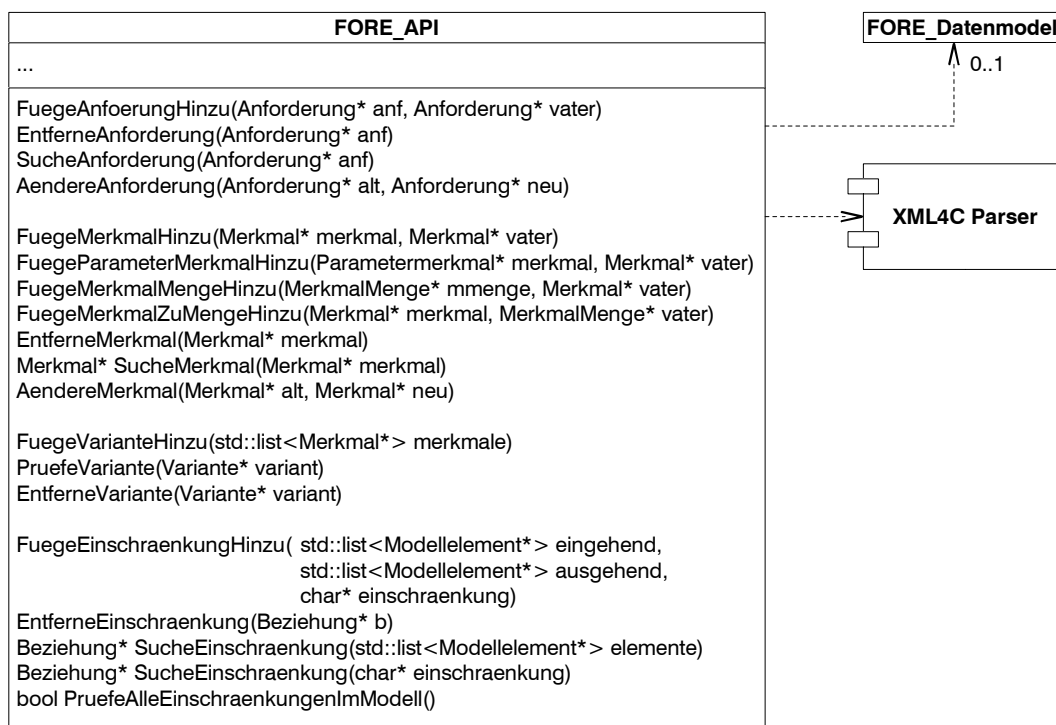 FORE_API
...
FuegeAnfoerungHinzu(Anforderung* anf, Anforderung* vater)
EntferneAnforderung(Anforderung* anf)
SucheAnforderung(Anforderung* anf)
AendereAnforderung(Anforderung* alt, Anforderung* neu)
FuegeMerkmalHinzu(Merkmal* merkmal, Merkmal* vater)
FuegeParameterMerkmalHinzu(Parametermerkmal* merkmal, Merkmal* vater)
FuegeMerkmalMengeHinzu(MerkmalMenge* mmenge, Merkmal* vater)
FuegeMerkmalZuMengeHinzu(Merkmal* merkmal, MerkmalMenge* vater)
EntferneMerkmal(Merkmal* merkmal)
Merkmal* SucheMerkmal(Merkmal* merkmal)
AendereMerkmal(Merkmal* alt, Merkmal* neu)
FuegeVarianteHinzu(std::list<Merkmal*> merkmale)
PruefeVariante(Variante* variant)
EntferneVariante(Variante* variant)
FuegeEinschraenkungHinzu( std::list<Modellelement*> eingehend,
std::list<Modellelement*> ausgehend,
char* einschraenkung)
EntferneEinschraenkung(Beziehung* b)
Beziehung* SucheEinschraenkung(std::list<Modellelement*> elemente)
Beziehung* SucheEinschraenkung(char* einschraenkung)
bool PruefeAlleEinschraenkungenImModell()
FORE_Datenmodel
0..1
XML4C Parser